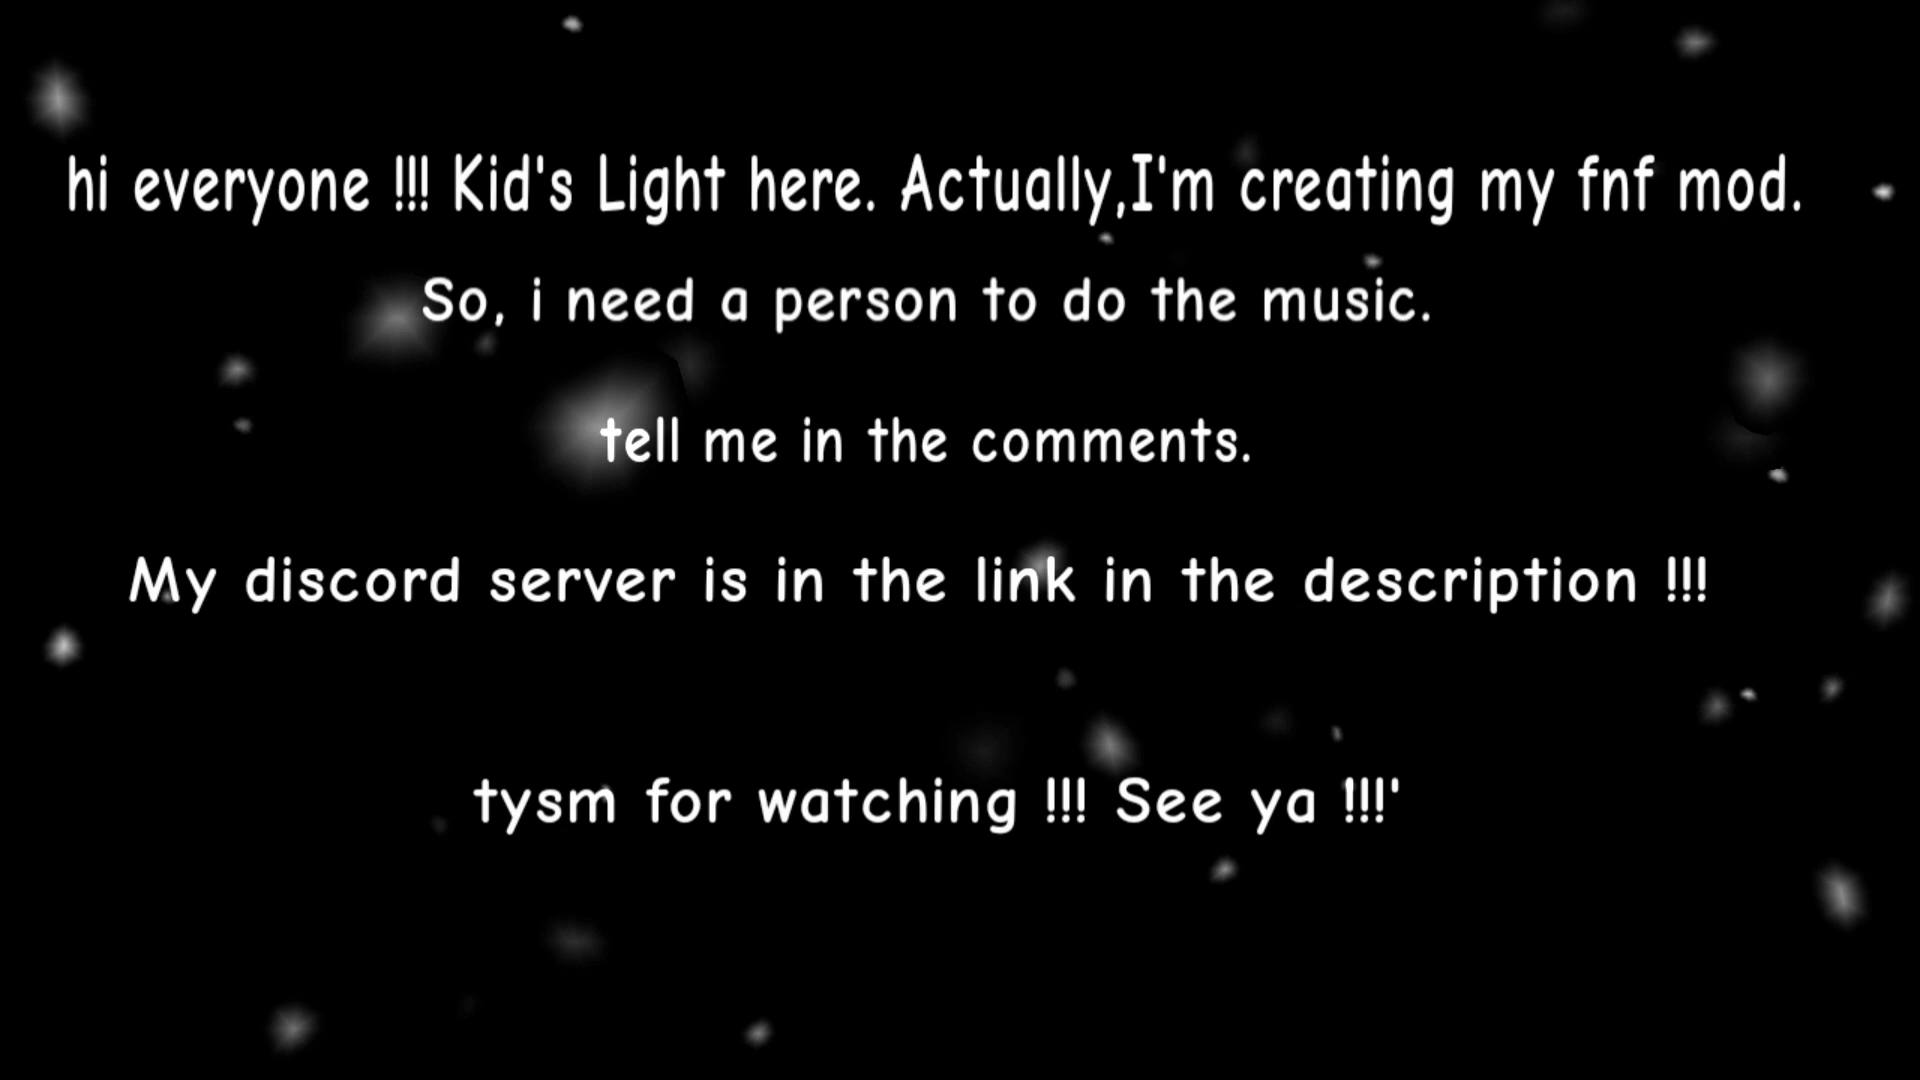 hi everyone !!! Kid's Light here. Actually,I'm creating my fnf mod.
So, i need a person to do the music.
tell me in the comments.
My discord server is in the link in the description !!!
tysm for watching !!! See ya !!!'